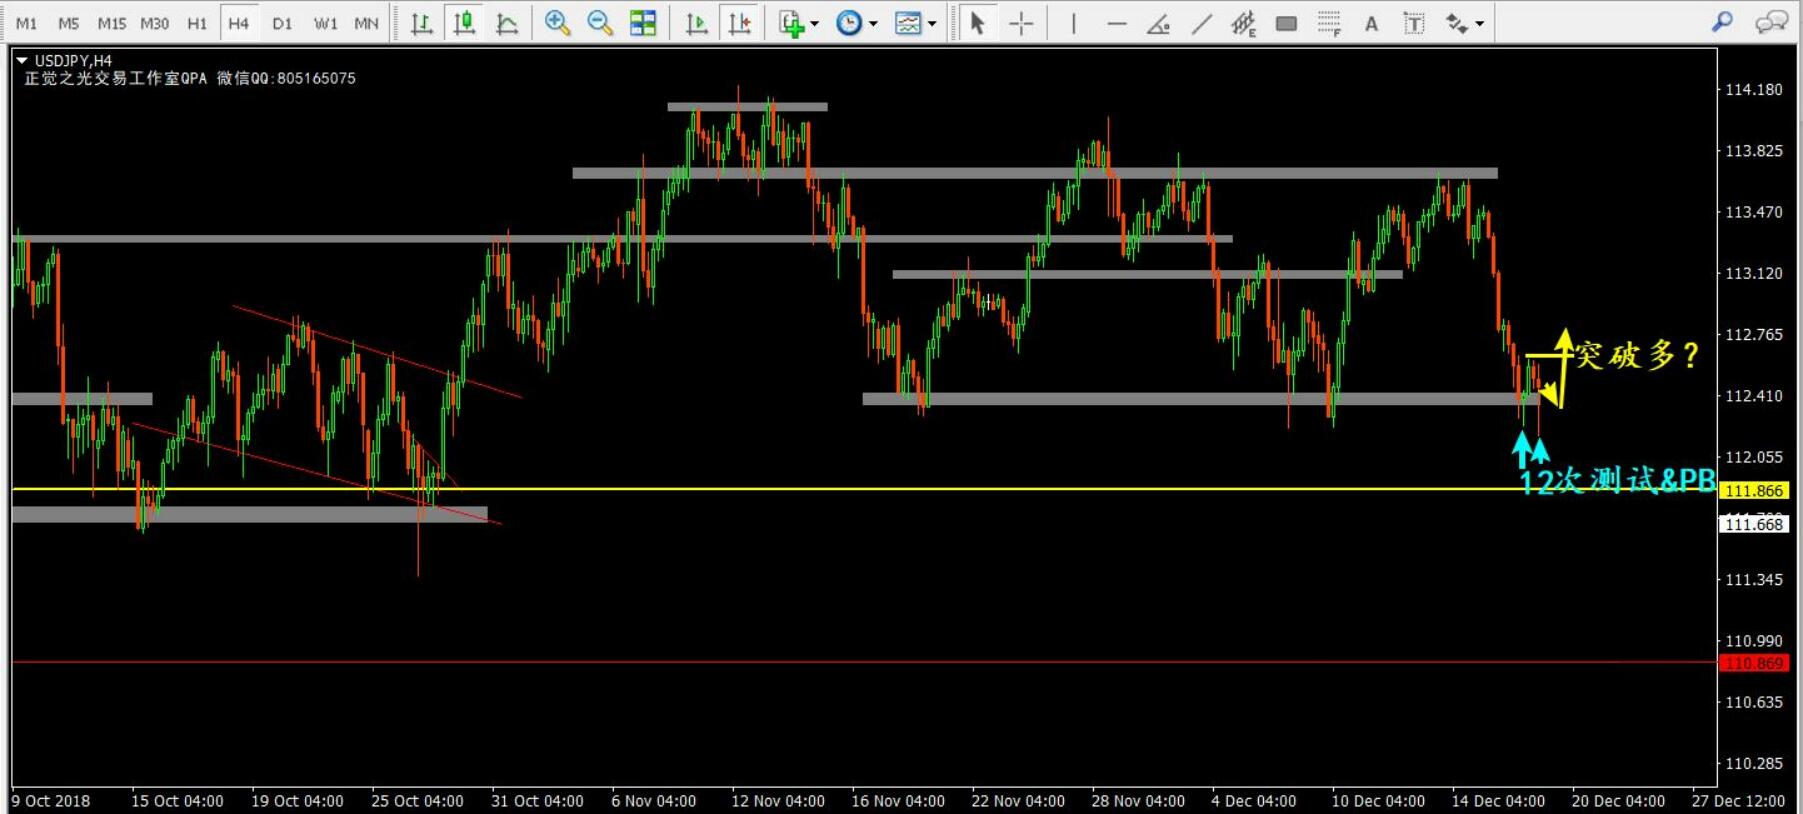 M1 M5 M15 M30 H1 H4 D1 W1 MN
E F A T
USDJPY,H4
正觉之光交易工作室QPA 微信QQ:805165075
114.180
113.825
113.470
113.120
112.765
突破多？
112.410
112.055
12次测试&PB
111.866
111.668
111.345
110.990
110.869
110.635
110.285
9 Oct 2018 15 Oct 04:00 19 Oct 04:00 25 Oct 04:00 31 Oct 04:00 6 Nov 04:00 12 Nov 04:00 16 Nov 04:00 22 Nov 04:00 28 Nov 04:00 4 Dec 04:00 10 Dec 04:00 14 Dec 04:00 20 Dec 04:00 27 Dec 12:00